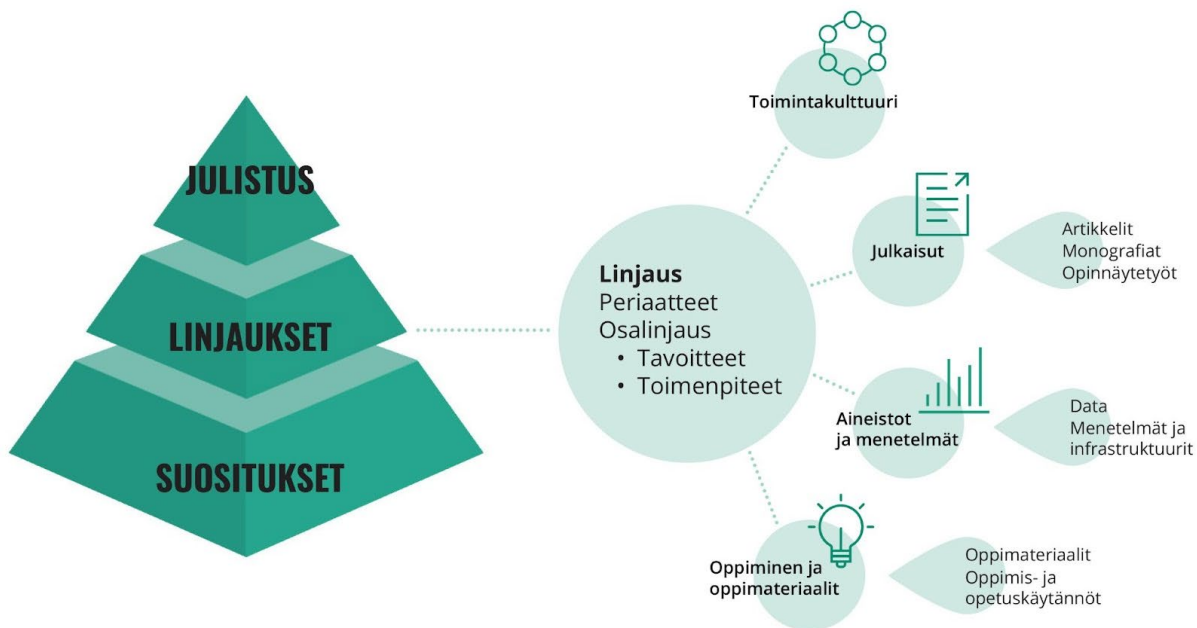 JULISTUS
LINJAUKSET
SUOSITUKSET
Linjaus
Periaatteet
Osalinjaus
• Tavoitteet
• Toimenpiteet
Toimintakulttuuri
Julkaisut
Artikkelit
Monografiat
Opinnäytetyöt
Aineistot
ja menetelmät
Data
Menetelmät ja
infrastruktuurit
Oppiminen ja
oppimateriaalit
Oppimateriaalit
Oppimis- ja
opetuskäytännöt